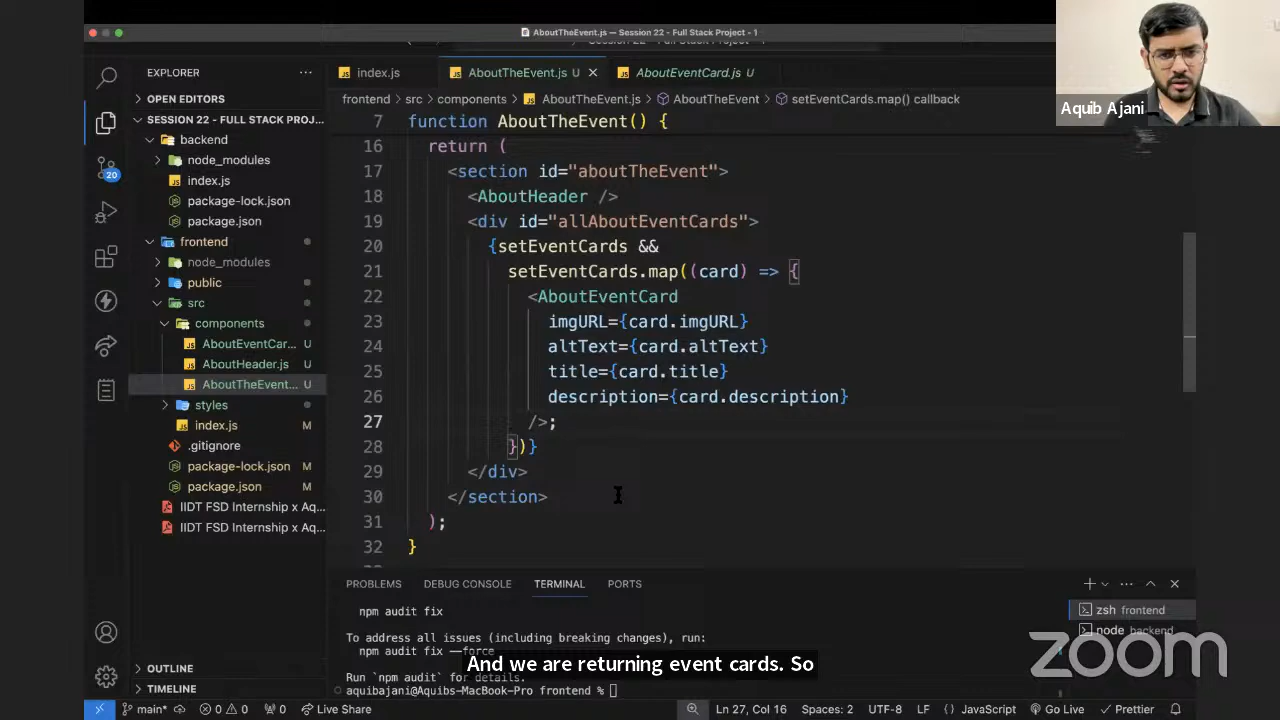 AboutTheEvent.js — Session 22 - Full Stack Project - 1
Aquib Ajani
EXPLORER
index.js
AboutTheEvent.js U
AboutEventCard.js U
OPEN EDITORS
SESSION 22 - FULL STACK PROJ...
backend
node_modules
index.js
package-lock.json
package.json
frontend
node_modules
public
src
components
AboutEventCar... U
AboutHeader.js U
AboutTheEvent... U
styles
index.js M
.gitignore
package-lock.json M
package.json M
IIDT FSD Internship x Aq...
IIDT FSD Internship x Aq...
OUTLINE
TIMELINE
20
frontend > src > components > AboutTheEvent.js > AboutTheEvent > setEventCards.map() callback
7 function AboutTheEvent() {
16 return (
17 <section id="aboutTheEvent">
18 <AboutHeader />
19 <div id="allAboutEventCards">
20 {setEventCards &&
21 setEventCards.map((card) => {
22 <AboutEventCard
23 imgURL={card.imgURL}
24 altText={card.altText}
25 title={card.title}
26 description={card.description}
27 />;
28 })}
29 </div>
30 </section>
31 );
32 }
PROBLEMS DEBUG CONSOLE TERMINAL PORTS
npm audit fix
To address all issues (including breaking changes), run:
npm audit fix --force
Run `npm audit` for details.
aquibajani@Aquibs-MacBook-Pro frontend %
zsh frontend
node backend
And we are returning event cards. So
zoom
main* 0 0 0 Live Share Ln 27, Col 16 Spaces: 2 UTF-8 LF {} JavaScript Go Live Prettier